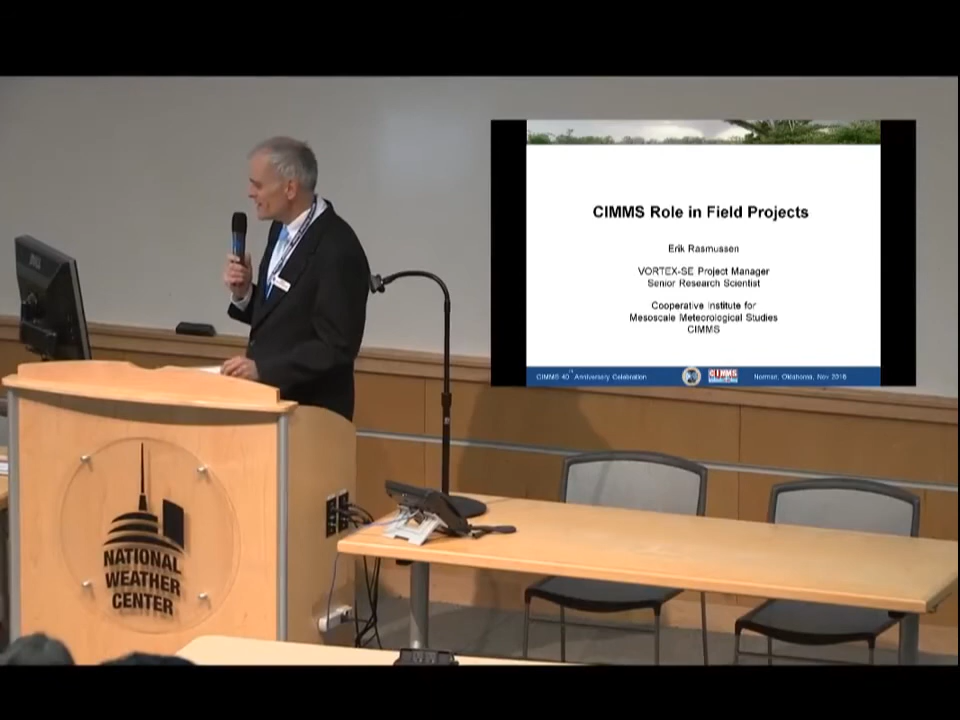 CIMMS Role in Field Projects
Erik Rasmussen
VORTEX-SE Project Manager
Senior Research Scientist
Cooperative Institute for
Mesoscale Meteorological Studies
CIMMS
CIMMS 40th Anniversary Celebration
CIMMS
Norman, Oklahoma, Nov 2018
NATIONAL
WEATHER
CENTER